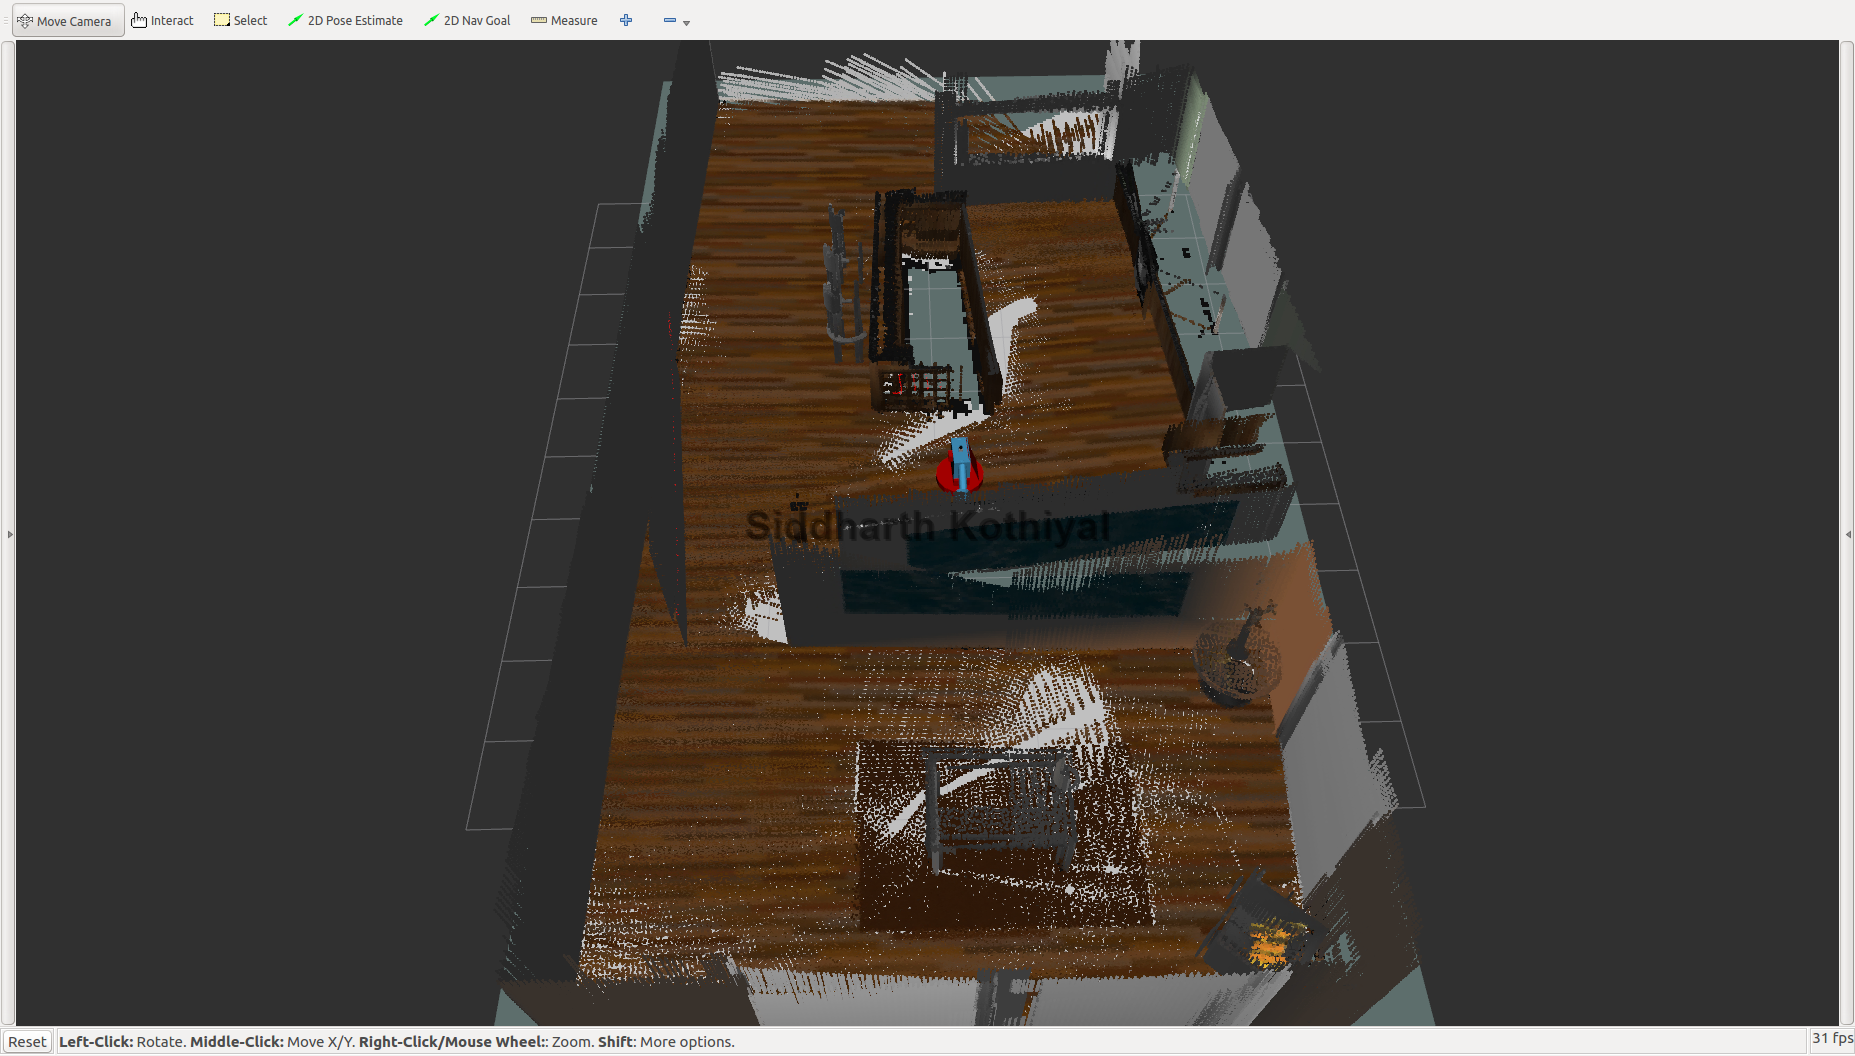 Move Camera Interact Select 2D Pose Estimate 2D Nav Goal Measure
Siddharth Kothiyal
Reset Left-Click: Rotate. Middle-Click: Move X/Y. Right-Click/Mouse Wheel:: Zoom. Shift: More options. 31 fps